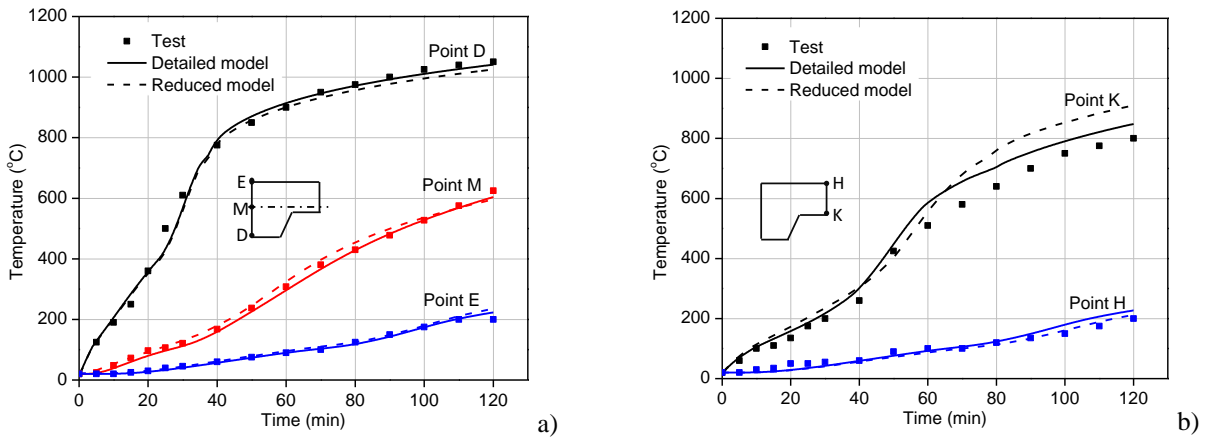 1200
1000
800
600
400
200
0
Temperature (°C)
Test
Detailed model
Reduced model
Point D
Point M
Point E
E
M
D
0 20 40 60 80 100 120
Time (min)
a)
1200
1000
800
600
400
200
0
Temperature (°C)
Test
Detailed model
Reduced model
Point K
Point H
H
K
0 20 40 60 80 100 120
Time (min)
b)